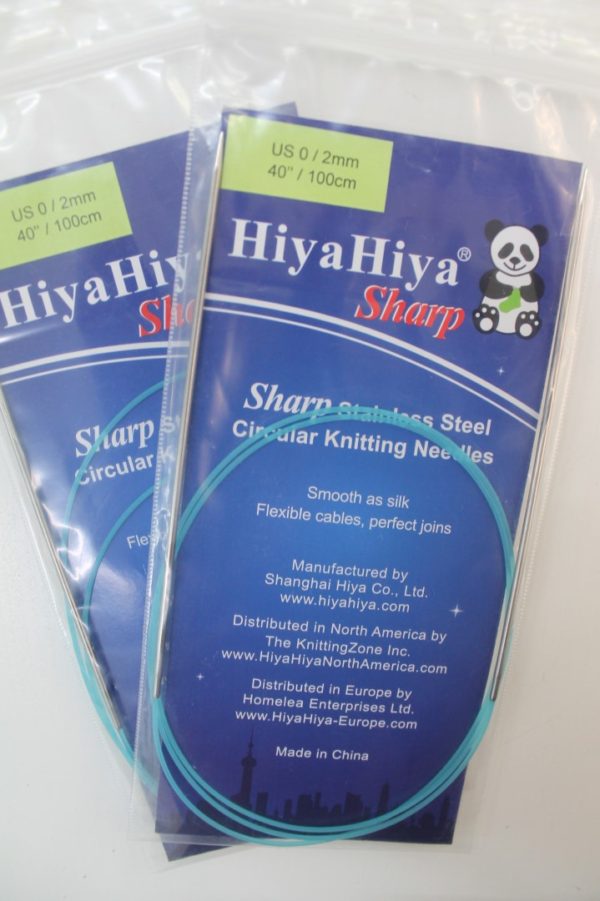 US 0 / 2mm
40" / 100cm
HiyaHiya®
Sharp
Sharp Stainless Steel
Circular Knitting Needles
Smooth as silk
Flexible cables, perfect joins
Manufactured by
Shanghai Hiya Co., Ltd.
www.hiyahiya.com
Distributed in North America by
The KnittingZone Inc.
www.HiyaHiyaNorthAmerica.com
Distributed in Europe by
Homelea Enterprises Ltd.
www.HiyaHiya-Europe.com
Made in China
US 0 / 2mm
40" / 100cm
HiyaHiy
Sh
Sharp
Circular K
Flex